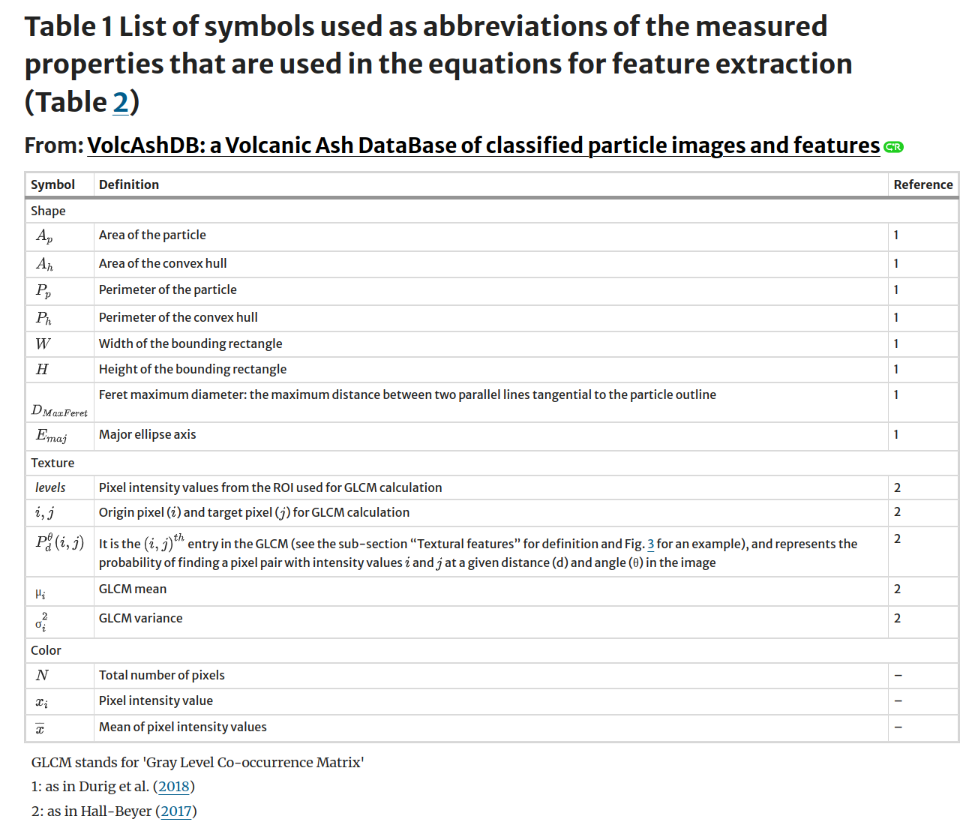 Table 1 List of symbols used as abbreviations of the measured
properties that are used in the equations for feature extraction
(Table 2)
From: VolcAshDB: a Volcanic Ash DataBase of classified particle images and features
Symbol Definition Reference
Shape
A_p Area of the particle 1
A_h Area of the convex hull 1
P_p Perimeter of the particle 1
P_h Perimeter of the convex hull 1
W Width of the bounding rectangle 1
H Height of the bounding rectangle 1
D_{MaxFeret} Feret maximum diameter: the maximum distance between two parallel lines tangential to the particle outline 1
E_{maj} Major ellipse axis 1
Texture
levels Pixel intensity values from the ROI used for GLCM calculation 2
i, j Origin pixel (i) and target pixel (j) for GLCM calculation 2
P_d^θ(i, j) It is the (i, j)^{th} entry in the GLCM (see the sub-section “Textural features” for definition and Fig. 3 for an example), and represents the 2
probability of finding a pixel pair with intensity values i and j at a given distance (d) and angle (θ) in the image
μ_i GLCM mean 2
σ_i^2 GLCM variance 2
Color
N Total number of pixels –
x_i Pixel intensity value –
x̅ Mean of pixel intensity values –
GLCM stands for 'Gray Level Co-occurrence Matrix'
1: as in Durig et al. (2018)
2: as in Hall-Beyer (2017)